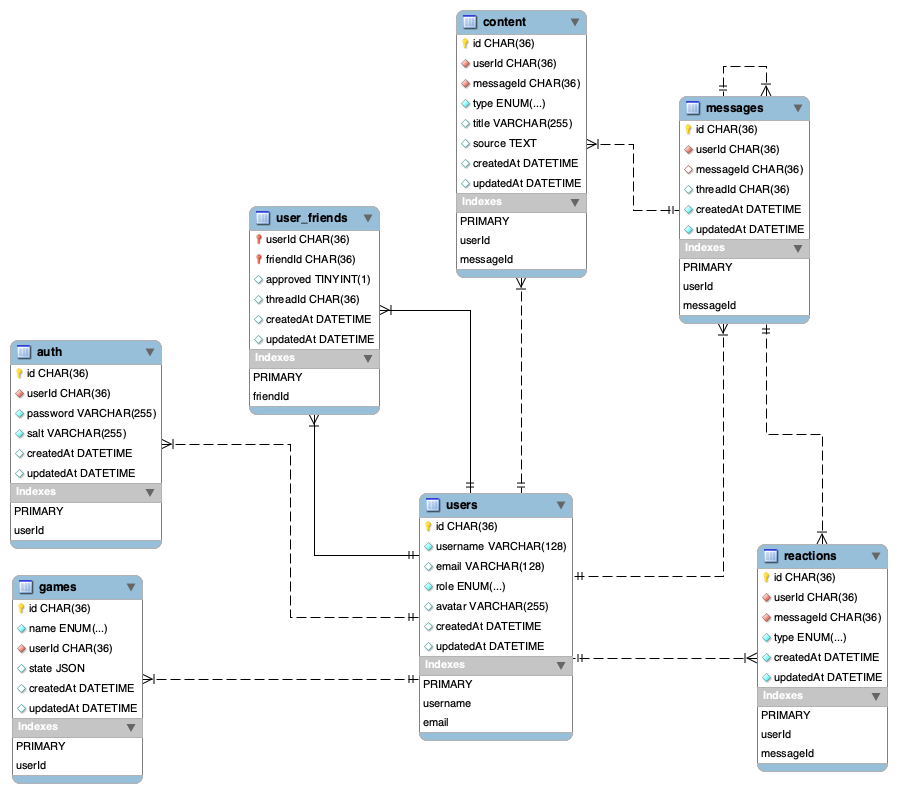 content
id CHAR(36)
userId CHAR(36)
messageId CHAR(36)
type ENUM(...)
title VARCHAR(255)
source TEXT
createdAt DATETIME
updatedAt DATETIME
Indexes
PRIMARY
userId
messageId
messages
id CHAR(36)
userId CHAR(36)
messageId CHAR(36)
threadId CHAR(36)
createdAt DATETIME
updatedAt DATETIME
Indexes
PRIMARY
userId
messageId
user_friends
userId CHAR(36)
friendId CHAR(36)
approved TINYINT(1)
threadId CHAR(36)
createdAt DATETIME
updatedAt DATETIME
Indexes
PRIMARY
friendId
auth
id CHAR(36)
userId CHAR(36)
password VARCHAR(255)
salt VARCHAR(255)
createdAt DATETIME
updatedAt DATETIME
Indexes
PRIMARY
userId
users
id CHAR(36)
username VARCHAR(128)
email VARCHAR(128)
role ENUM(...)
avatar VARCHAR(255)
createdAt DATETIME
updatedAt DATETIME
Indexes
PRIMARY
username
email
reactions
id CHAR(36)
userId CHAR(36)
messageId CHAR(36)
type ENUM(...)
createdAt DATETIME
updatedAt DATETIME
Indexes
PRIMARY
userId
messageId
games
id CHAR(36)
name ENUM(...)
userId CHAR(36)
state JSON
createdAt DATETIME
updatedAt DATETIME
Indexes
PRIMARY
userId